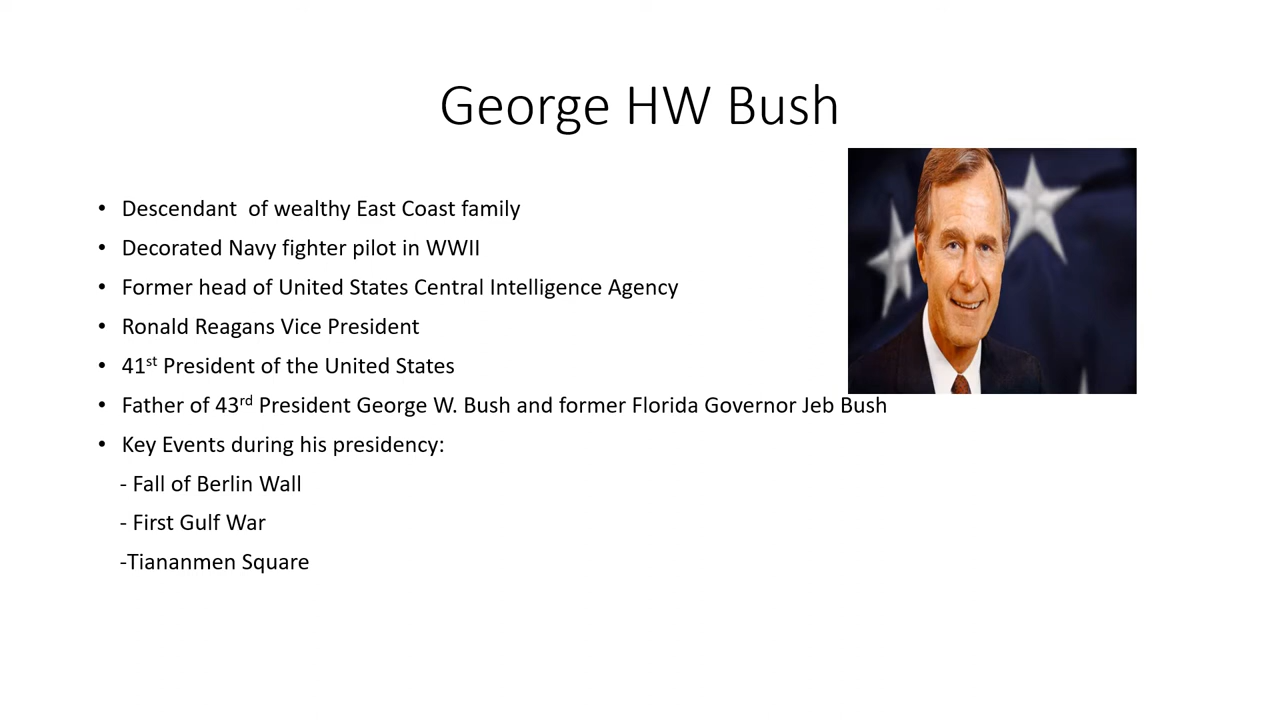 George HW Bush
• Descendant  of wealthy East Coast family
• Decorated Navy fighter pilot in WWII
• Former head of United States Central Intelligence Agency
• Ronald Reagans Vice President
• 41st President of the United States
• Father of 43rd President George W. Bush and former Florida Governor Jeb Bush
• Key Events during his presidency:
- Fall of Berlin Wall
- First Gulf War
-Tiananmen Square